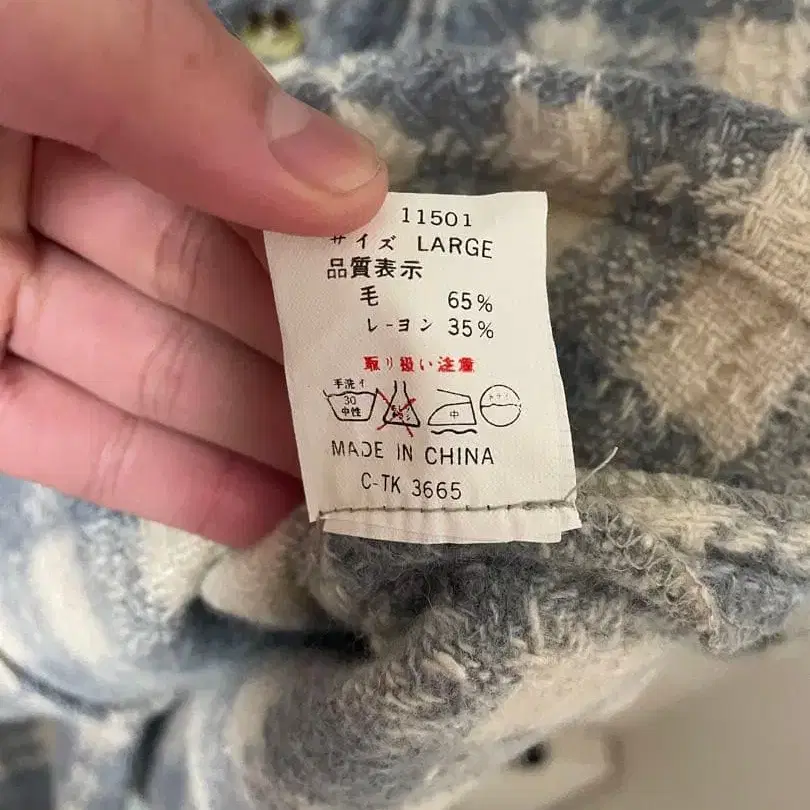 11501
サイズ LARGE
品質表示
毛 65%
レーヨン 35%
取り扱い注意
手洗イ
30
中性
中
ドライ
MADE IN CHINA
C-TK 3665